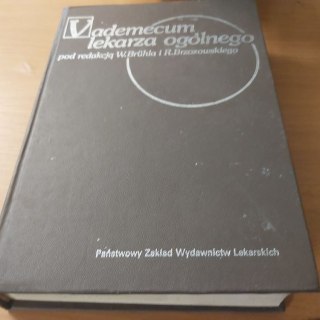 Vademecum
lekarza ogólnego
pod redakcją W.Brühla i R.Brzozowskiego
Państwowy Zakład Wydawnictw Lekarskich